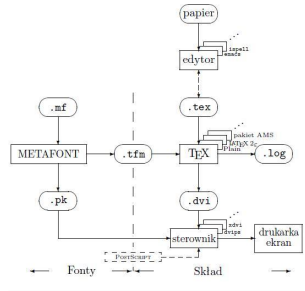 papier
ispell
emacs
edytor
.mf
.tex
pakiet AMS
LATEX 2ε
Plain
METAFONT
.tfm
TEX
.log
.pk
.dvi
xdvi
dvips
sterownik
drukarka
ekran
POSTSCRIPT
Fonty
Skład